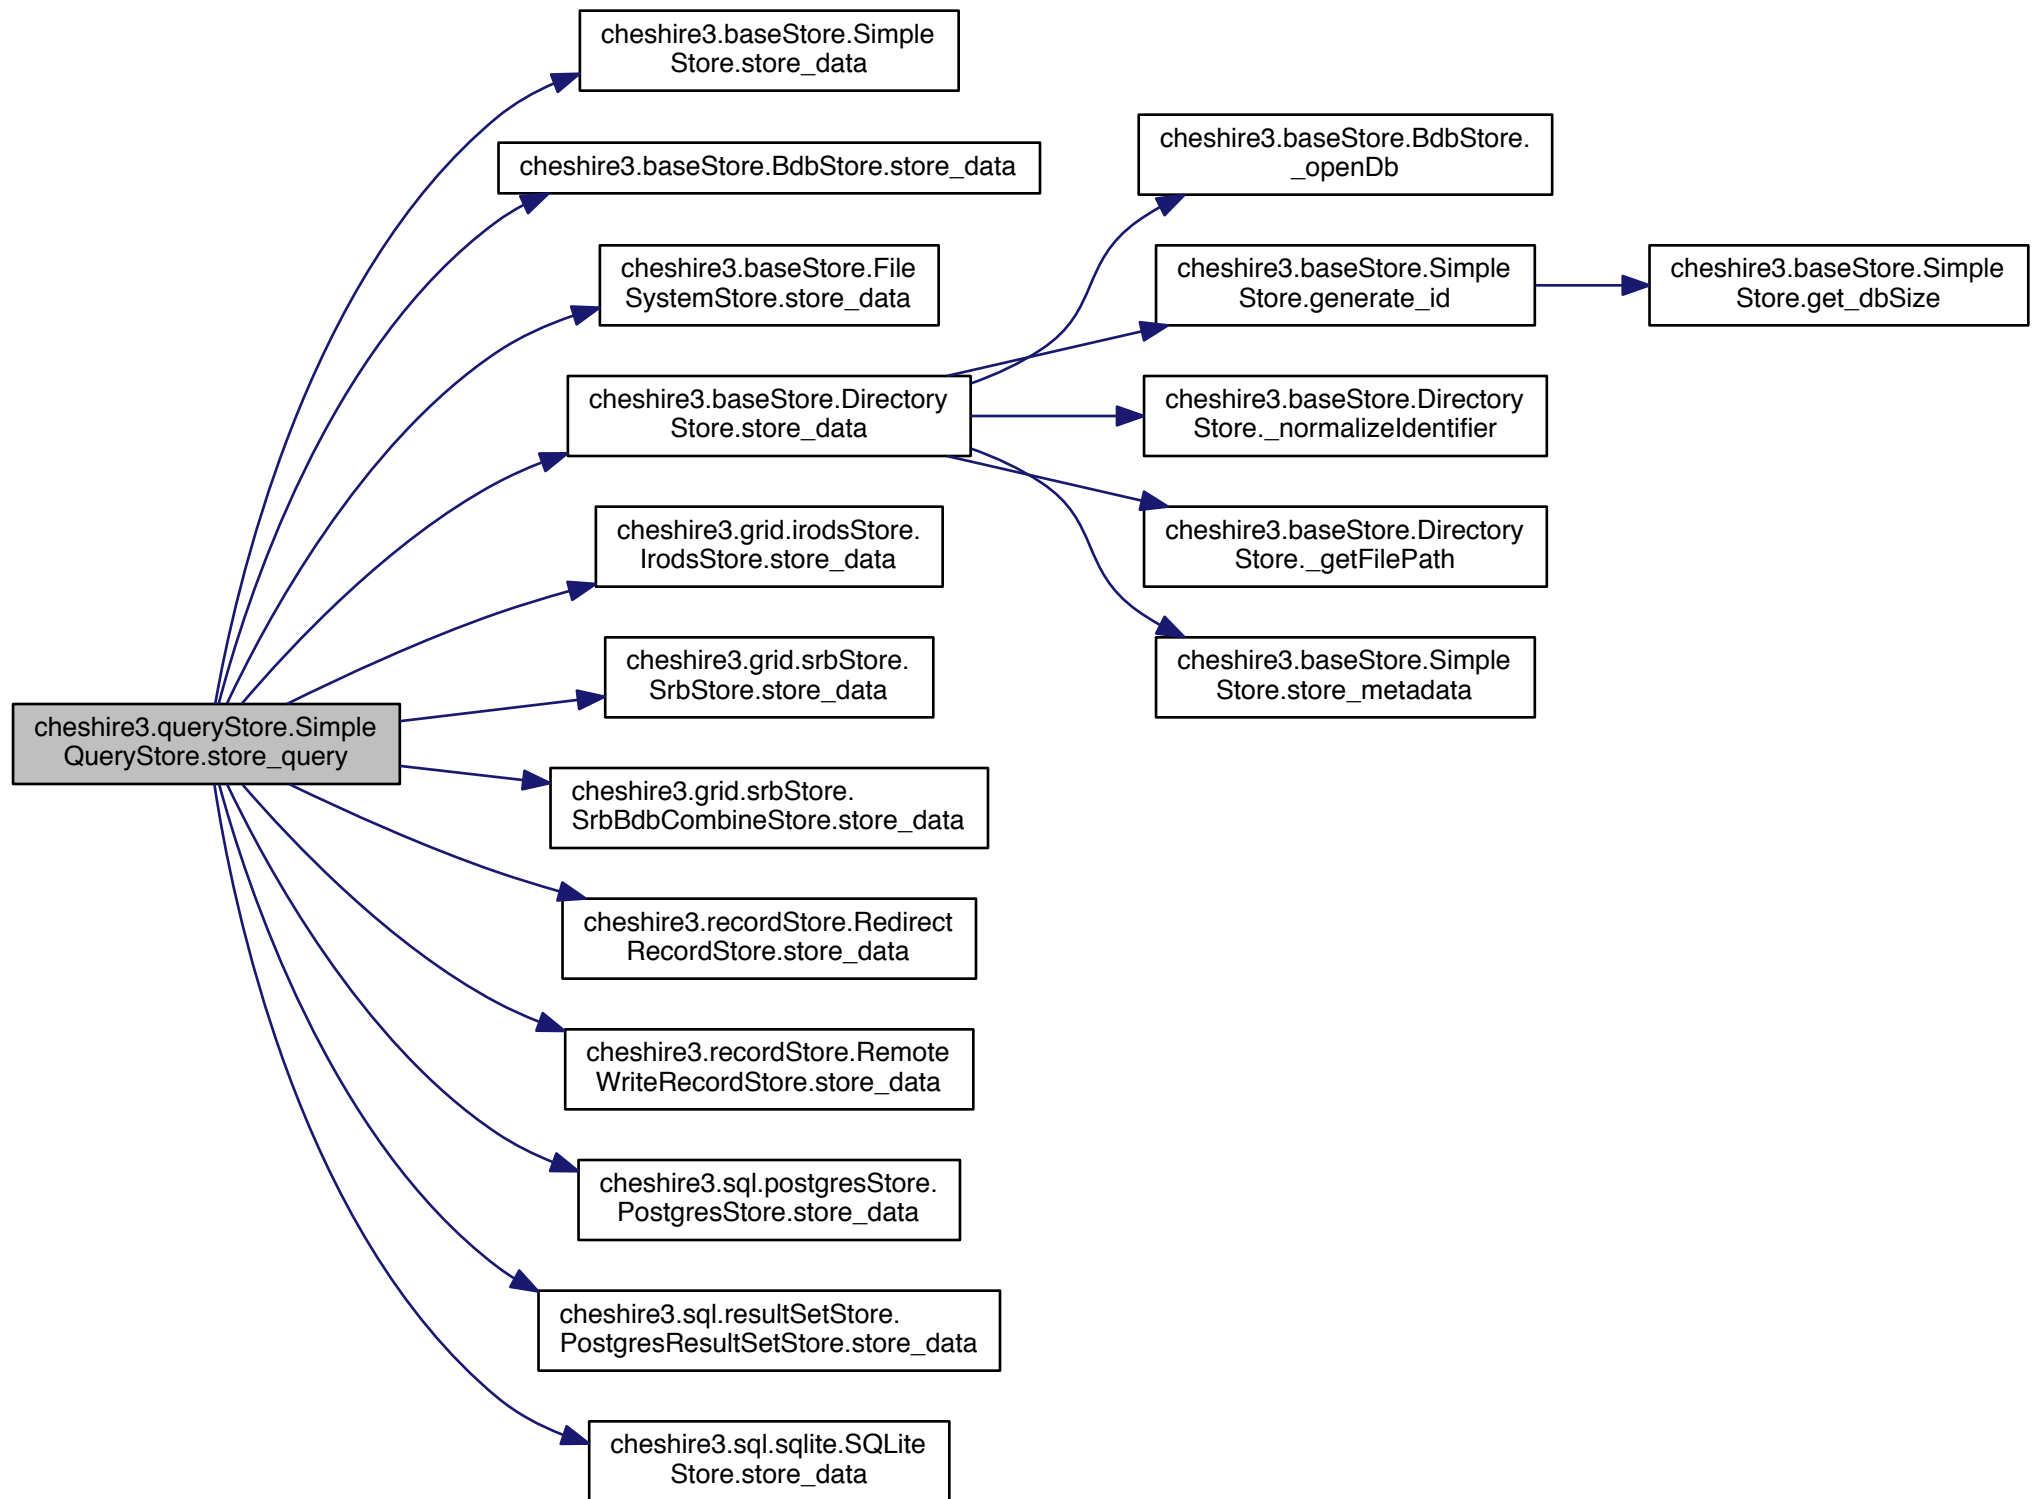 cheshire3.queryStore.Simple
QueryStore.store_query
cheshire3.baseStore.Simple
Store.store_data
cheshire3.baseStore.BdbStore.store_data
cheshire3.baseStore.File
SystemStore.store_data
cheshire3.baseStore.Directory
Store.store_data
cheshire3.baseStore.BdbStore.
_openDb
cheshire3.baseStore.Simple
Store.generate_id
cheshire3.baseStore.Simple
Store.get_dbSize
cheshire3.baseStore.Directory
Store._normalizeIdentifier
cheshire3.baseStore.Directory
Store._getFilePath
cheshire3.baseStore.Simple
Store.store_metadata
cheshire3.grid.irodsStore.
IrodsStore.store_data
cheshire3.grid.srbStore.
SrbStore.store_data
cheshire3.grid.srbStore.
SrbBdbCombineStore.store_data
cheshire3.recordStore.Redirect
RecordStore.store_data
cheshire3.recordStore.Remote
WriteRecordStore.store_data
cheshire3.sql.postgresStore.
PostgresStore.store_data
cheshire3.sql.resultSetStore.
PostgresResultSetStore.store_data
cheshire3.sql.sqlite.SQLite
Store.store_data